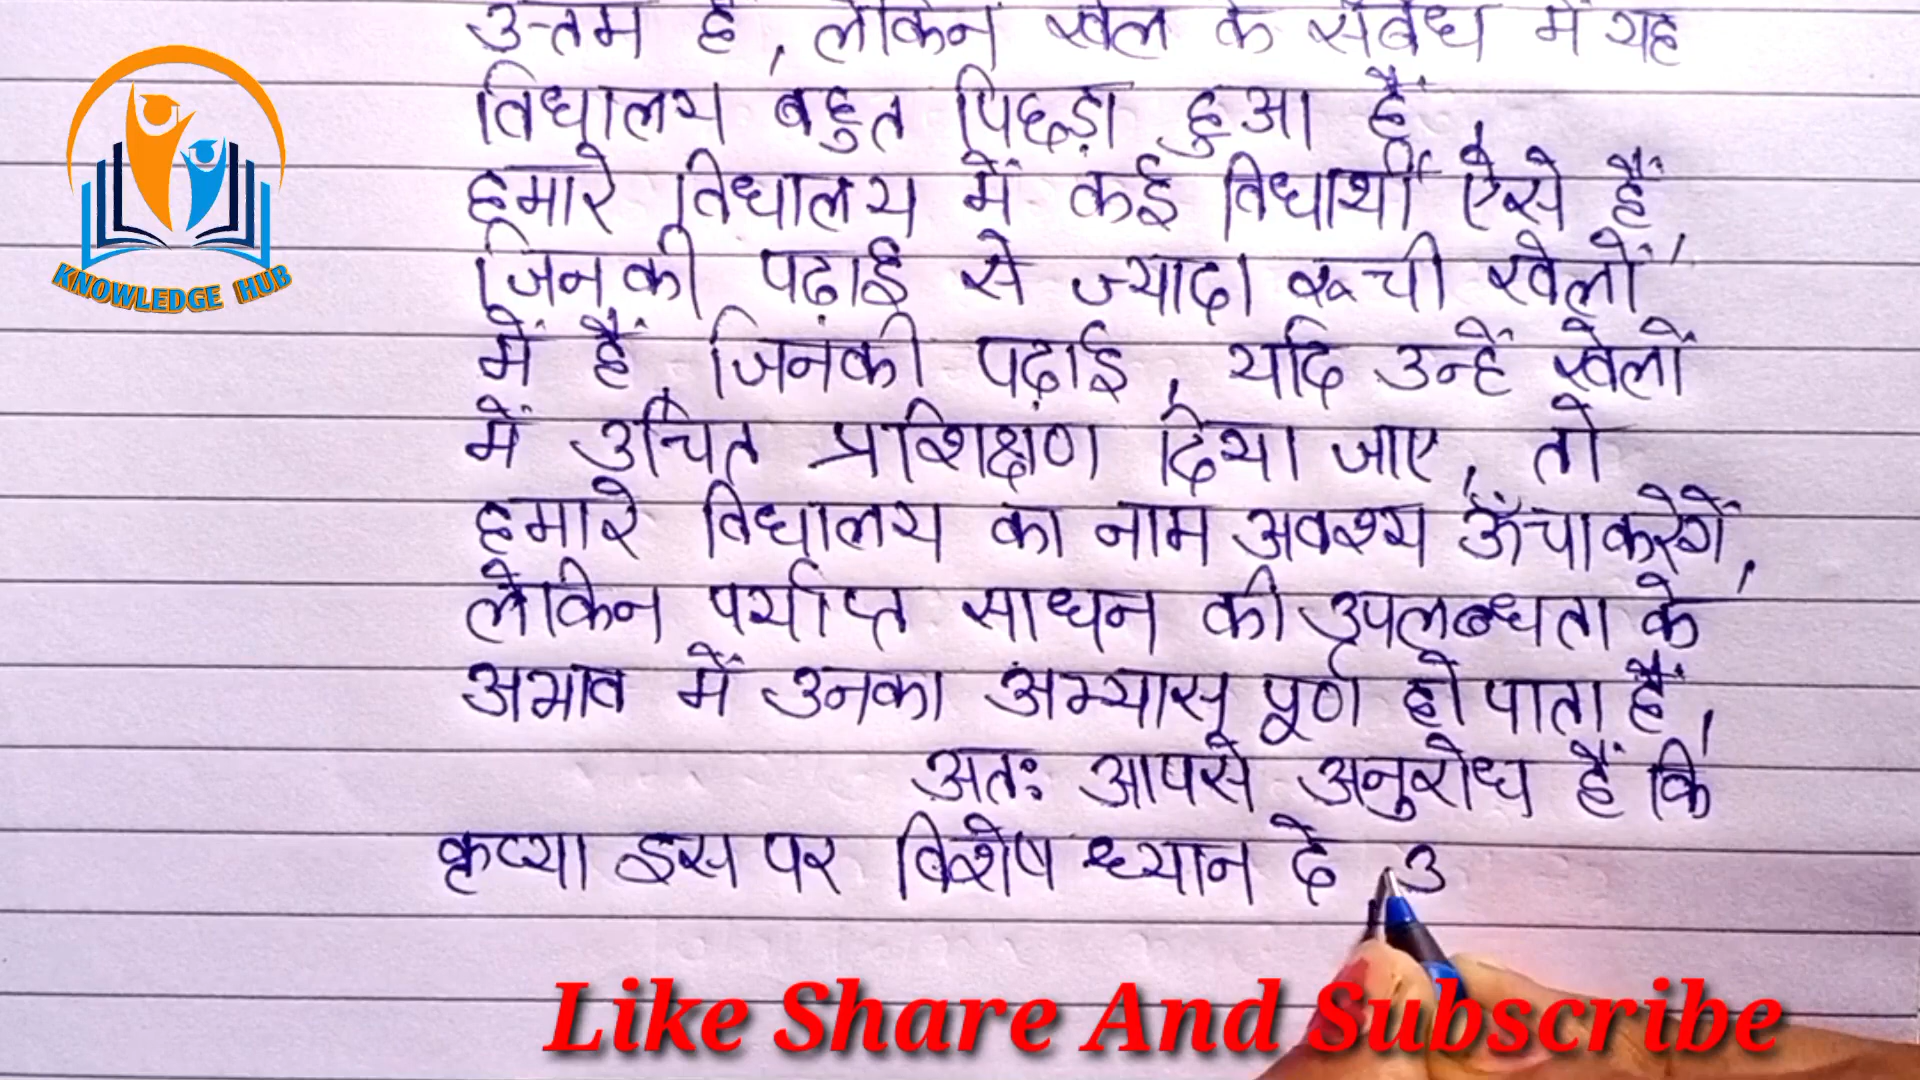 उत्तम है, लेकिन खेल के संबंध में यह
विधालय बहुत पिछड़ा हुआ हैं,
हमारे विधालय में कई विधार्थी ऐसे हैं,
जिनकी पढ़ाई से ज्यादा रूची खेलों
में हैं, जिनकी पढ़ाई, यदि उन्हें खेलों
में उचित प्रशिक्षण दिया जाए, तो
हमारे विधालय का नाम अवश्य ऊँचा करेगें,
लेकिन पर्याप्त साधन की उपलब्धता के
अभाव में उनका अभ्यास पूर्ण हो पाता हैं,
अतः आपसे अनुरोध हैं कि
कृप्या इस पर विशेष ध्यान दे
KNOWLEDGE HUB
Like Share And Subscribe